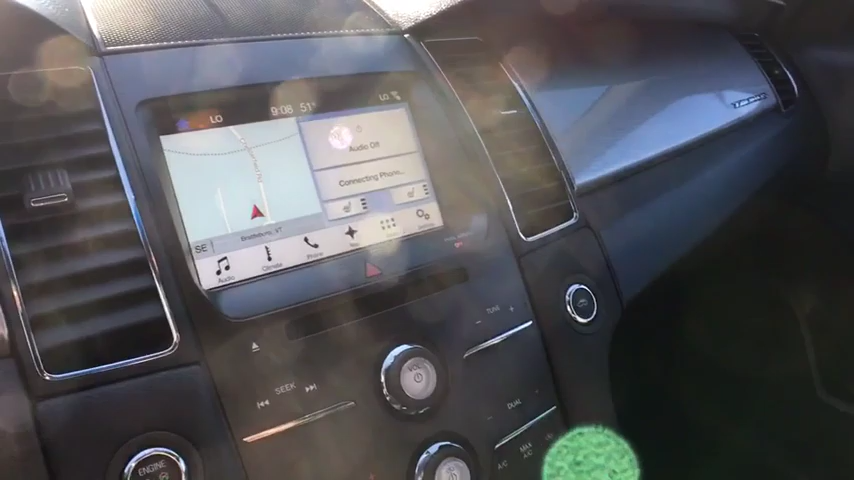 LO 9:08 51° LO
Audio Off
Connecting Phone...
SE
Brattleboro, VT
Audio Climate Phone Nav Apps Settings
TUNE
- +
SEEK
VOL
DUAL
MAX
A/C
A/C
ENGINE